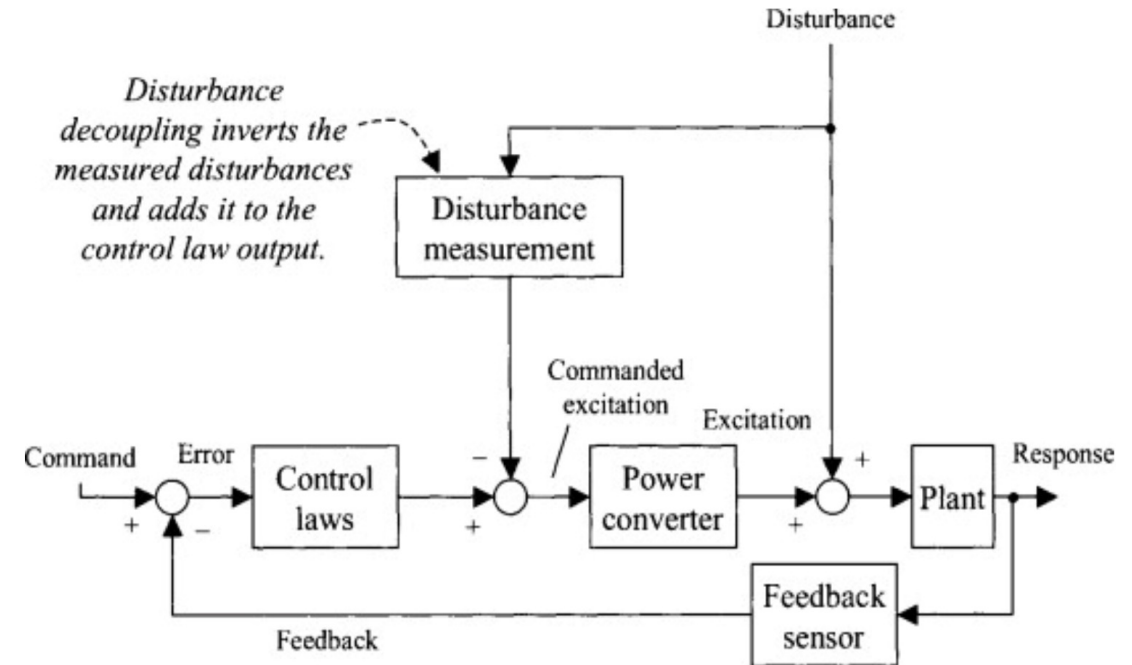 Disturbance
Disturbance
decoupling inverts the
measured disturbances
and adds it to the
control law output.
Disturbance
measurement
Commanded
excitation
Excitation
Command
Error
Control
laws
Power
converter
Plant
Response
+
−
−
+
+
+
Feedback
sensor
Feedback